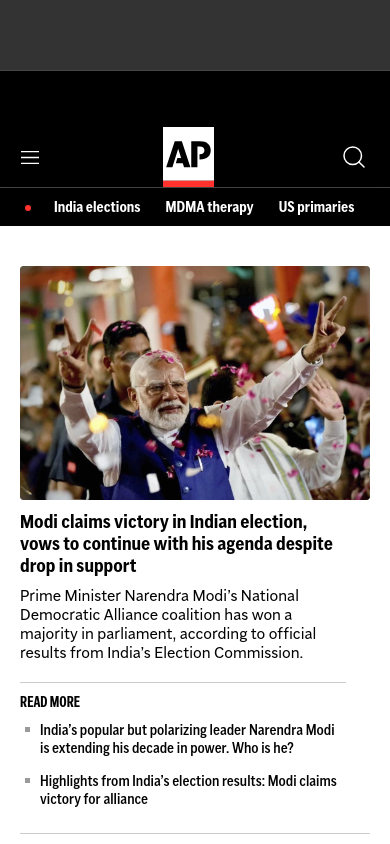 AP
India elections MDMA therapy US primaries
Modi claims victory in Indian election,
vows to continue with his agenda despite
drop in support
Prime Minister Narendra Modi’s National
Democratic Alliance coalition has won a
majority in parliament, according to official
results from India’s Election Commission.
READ MORE
India’s popular but polarizing leader Narendra Modi
is extending his decade in power. Who is he?
Highlights from India’s election results: Modi claims
victory for alliance